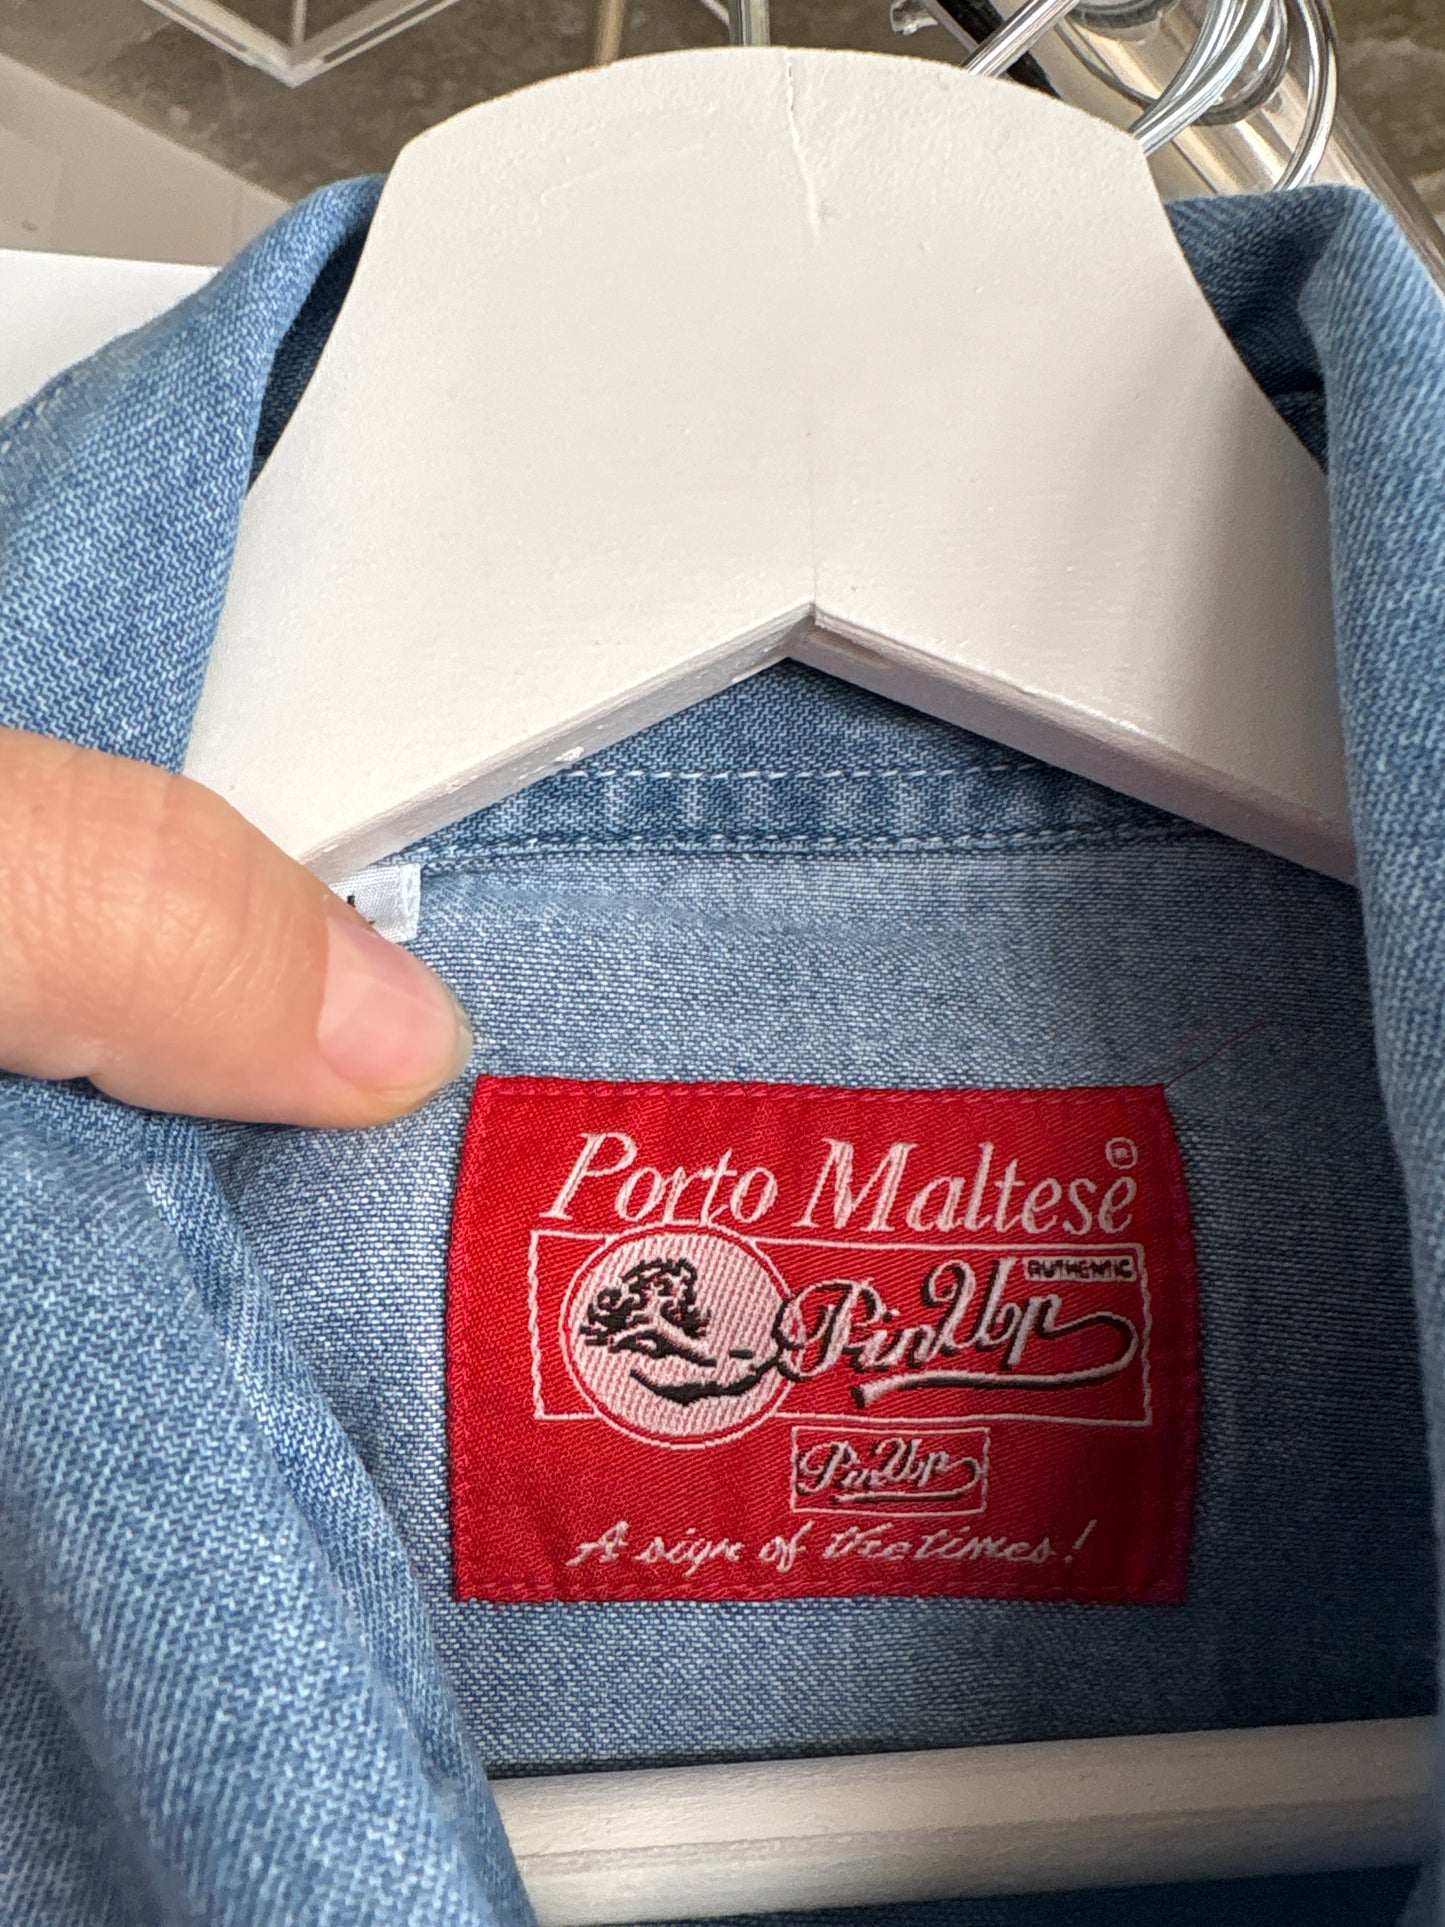 Porto Maltese ®
AUTHENTIC
PinUp
PinUp
A sign of the times!